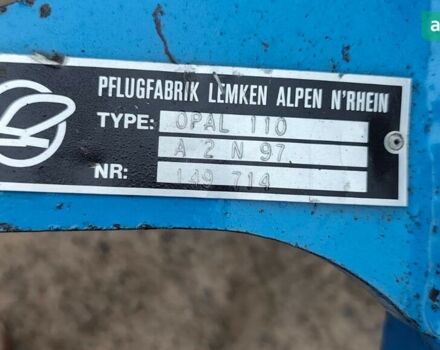 PFLUGFABRIK LEMKEN ALPEN N'RHEIN
TYPE: OPAL 110
A 2 N 97
NR: 149 714